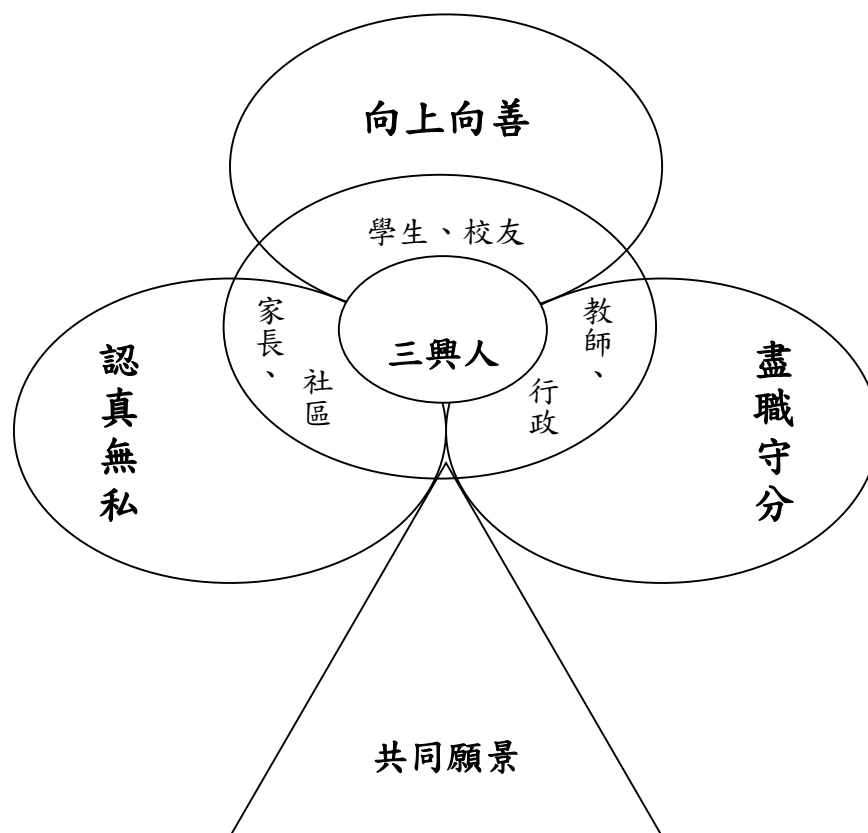 向上向善
學生、校友
家長、
社區
三興人
教師、
行政
認真無私
盡職守分
共同願景